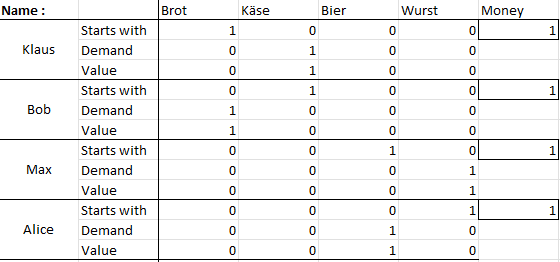 Name : Brot Käse Bier Wurst Money
Starts with 1 0 0 0 1
Klaus Demand 0 1 0 0
Value 0 1 0 0
Starts with 0 1 0 0 1
Bob Demand 1 0 0 0
Value 1 0 0 0
Starts with 0 0 1 0 1
Max Demand 0 0 0 1
Value 0 0 0 1
Starts with 0 0 0 1 1
Alice Demand 0 0 1 0
Value 0 0 1 0